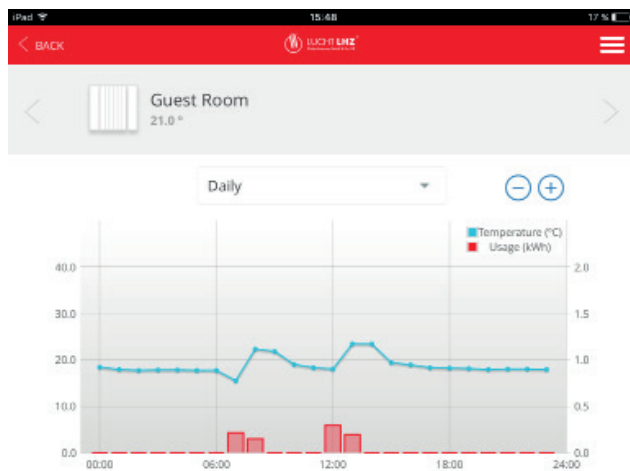 iPad 15:48 17 %
BACK LUCHT LHZ
Guest Room
21.0 °
Daily
Temperature (°C)
Usage (kWh)
40.0 2.0
30.0 1.5
20.0 1.0
10.0 0.5
0.0 0.0
00:00 06:00 12:00 18:00 24:00